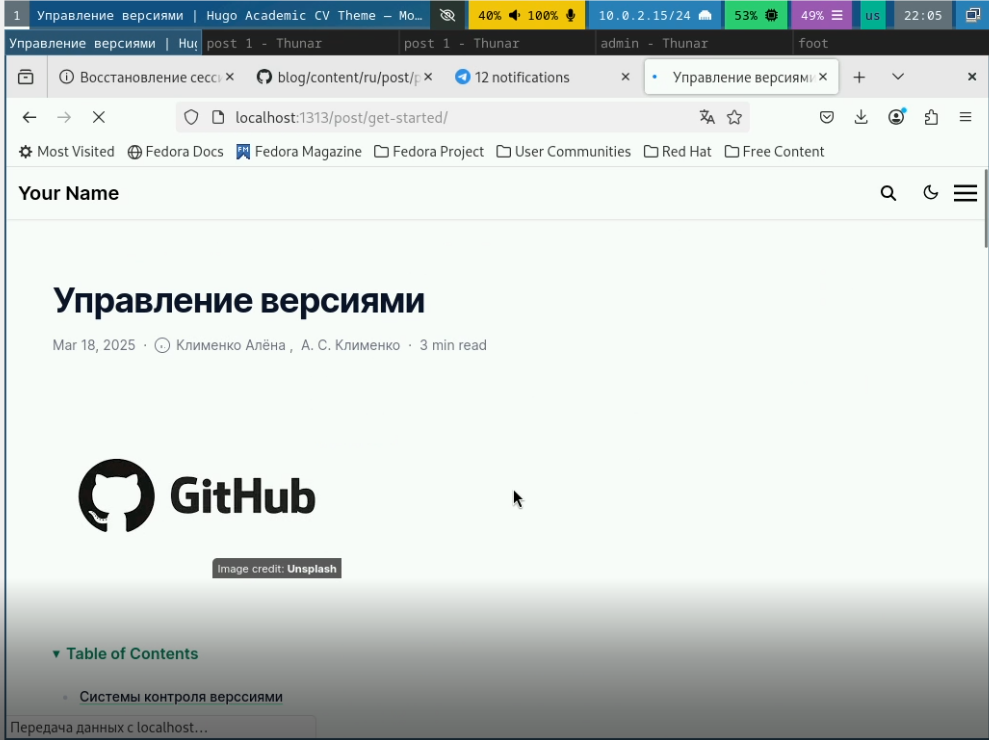 1 Управление версиями | Hugo Academic CV Theme — Mo… 40% 100% 10.0.2.15/24 53% 49% us 22:05
Управление версиями | Hug post 1 - Thunar post 1 - Thunar admin - Thunar foot
Восстановление сесси blog/content/ru/post/p 12 notifications Управление версиями
localhost:1313/post/get-started/
Most Visited Fedora Docs Fedora Magazine Fedora Project User Communities Red Hat Free Content
Your Name
Управление версиями
Mar 18, 2025 · Клименко Алёна , А. С. Клименко · 3 min read
GitHub
Image credit: Unsplash
▾ Table of Contents
Системы контроля верссиями
Передача данных с localhost…